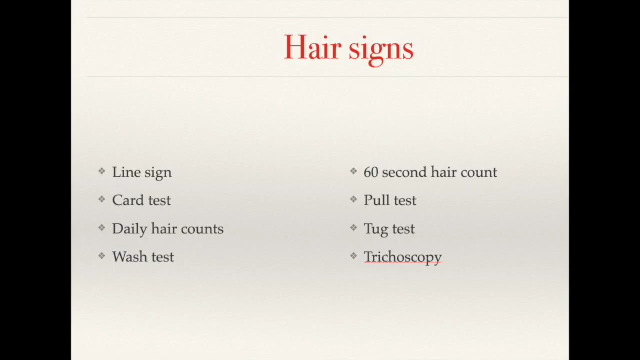 Hair signs
Line sign
Card test
Daily hair counts
Wash test
60 second hair count
Pull test
Tug test
Trichoscopy